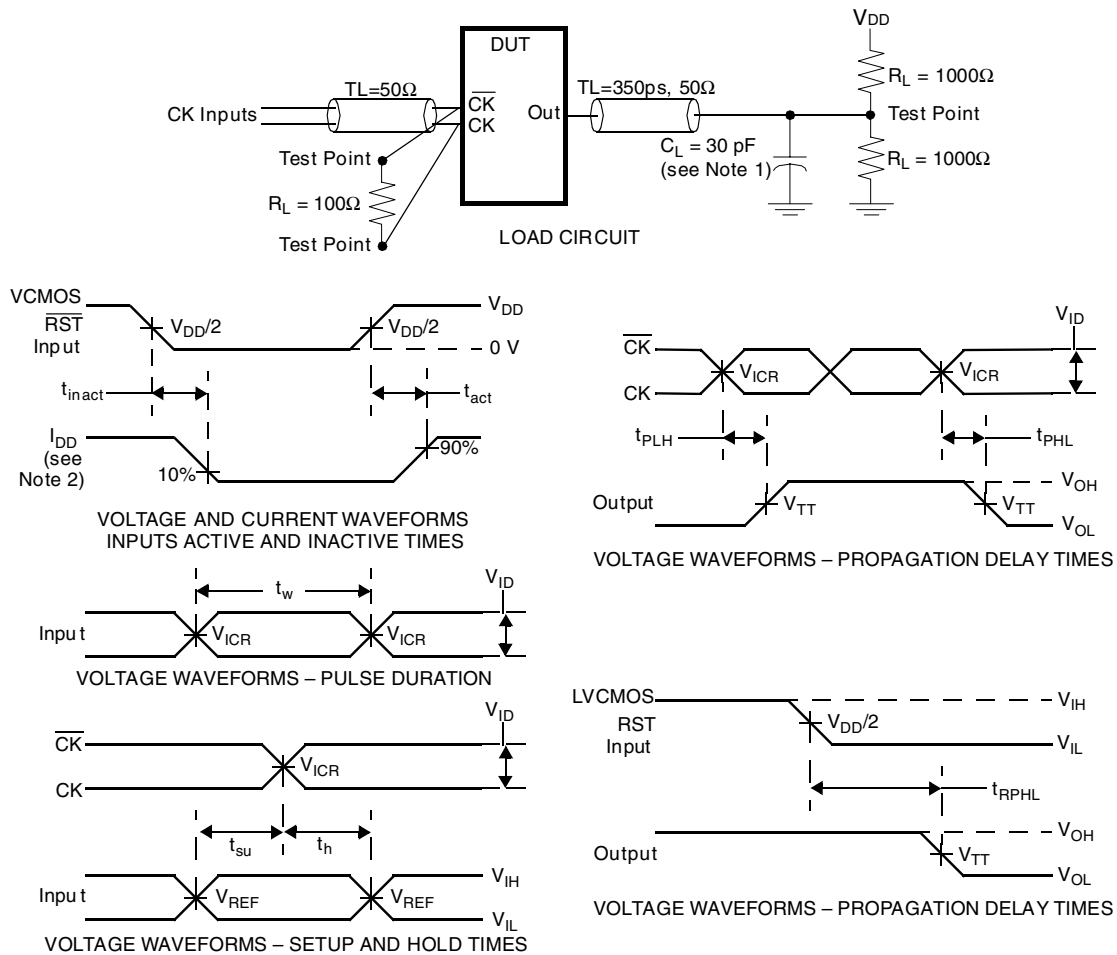 DUT
V_DD
R_L = 1000Ω
TL=50Ω
TL=350ps, 50Ω
CK Inputs
C̅K̅
CK
Out
Test Point
C_L = 30 pF
(see Note 1)
R_L = 1000Ω
Test Point
R_L = 100Ω
Test Point
LOAD CIRCUIT
VCMOS
R̅S̅T̅
Input
V_DD/2
V_DD/2
V_DD
0 V
t_inact
t_act
I_DD
(see
Note 2)
10%
90%
VOLTAGE AND CURRENT WAVEFORMS
INPUTS ACTIVE AND INACTIVE TIMES
t_w
V_ID
Input
V_ICR
V_ICR
VOLTAGE WAVEFORMS – PULSE DURATION
V_ID
C̅K̅
CK
V_ICR
t_su
t_h
Input
V_REF
V_REF
V_IH
V_IL
VOLTAGE WAVEFORMS – SETUP AND HOLD TIMES
V_ID
C̅K̅
CK
V_ICR
V_ICR
t_PLH
t_PHL
Output
V_TT
V_TT
V_OH
V_OL
VOLTAGE WAVEFORMS – PROPAGATION DELAY TIMES
LVCMOS
RST
Input
V_DD/2
V_IH
V_IL
t_RPHL
Output
V_TT
V_OH
V_OL
VOLTAGE WAVEFORMS – PROPAGATION DELAY TIMES